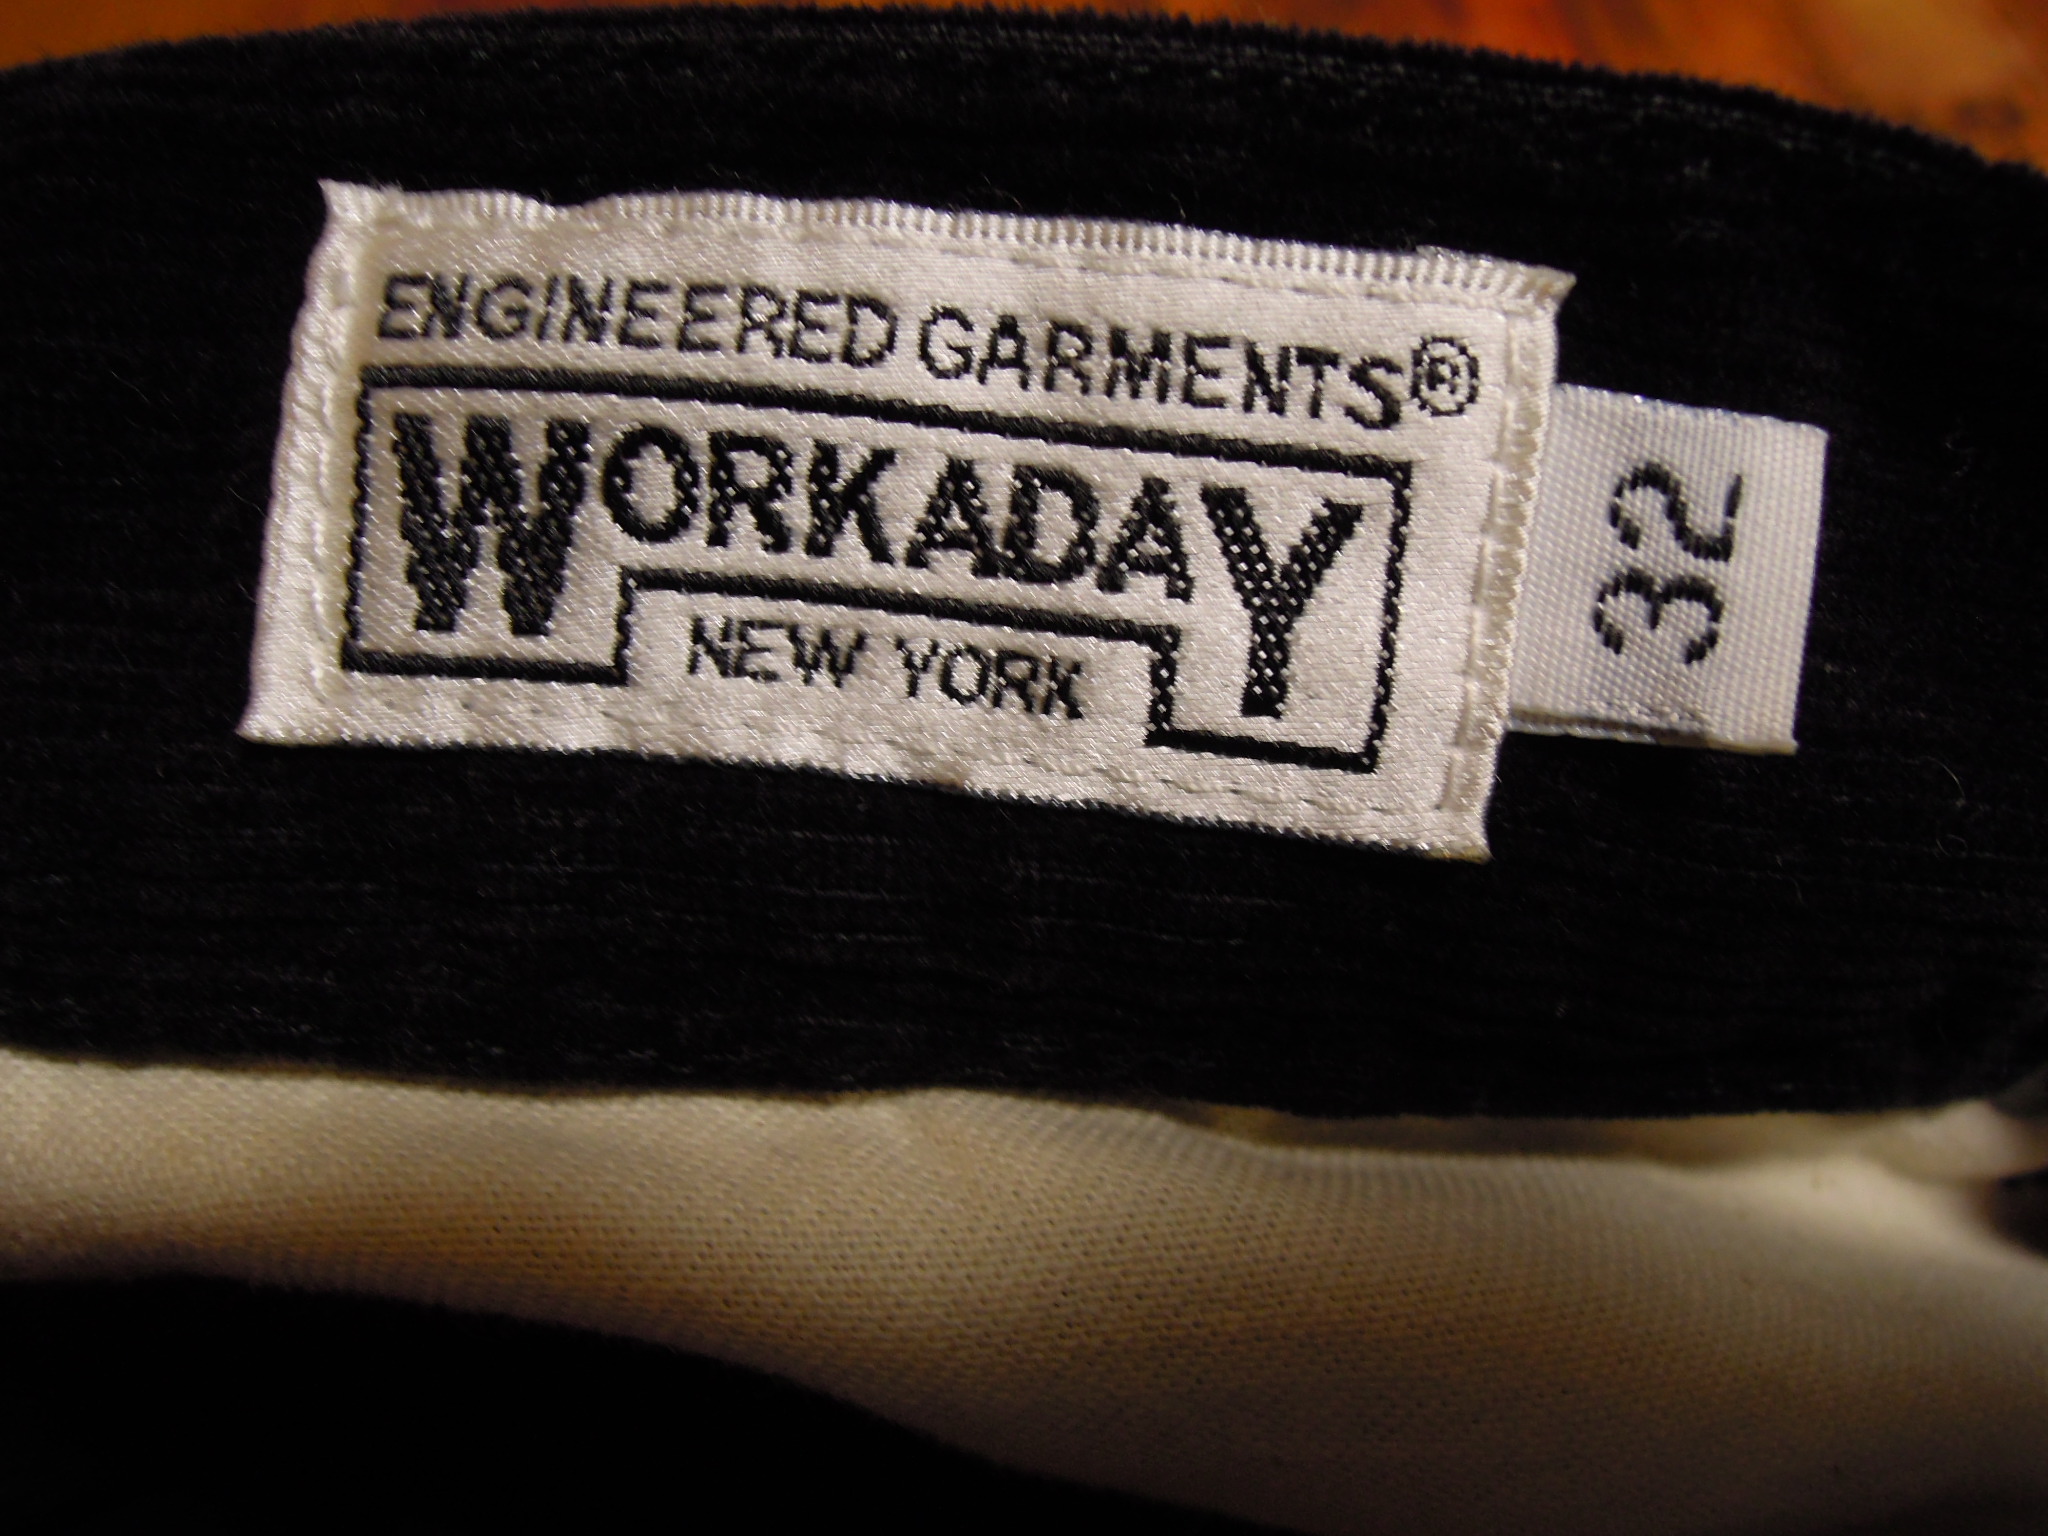 ENGINEERED GARMENTS®
WORKADAY
NEW YORK
32